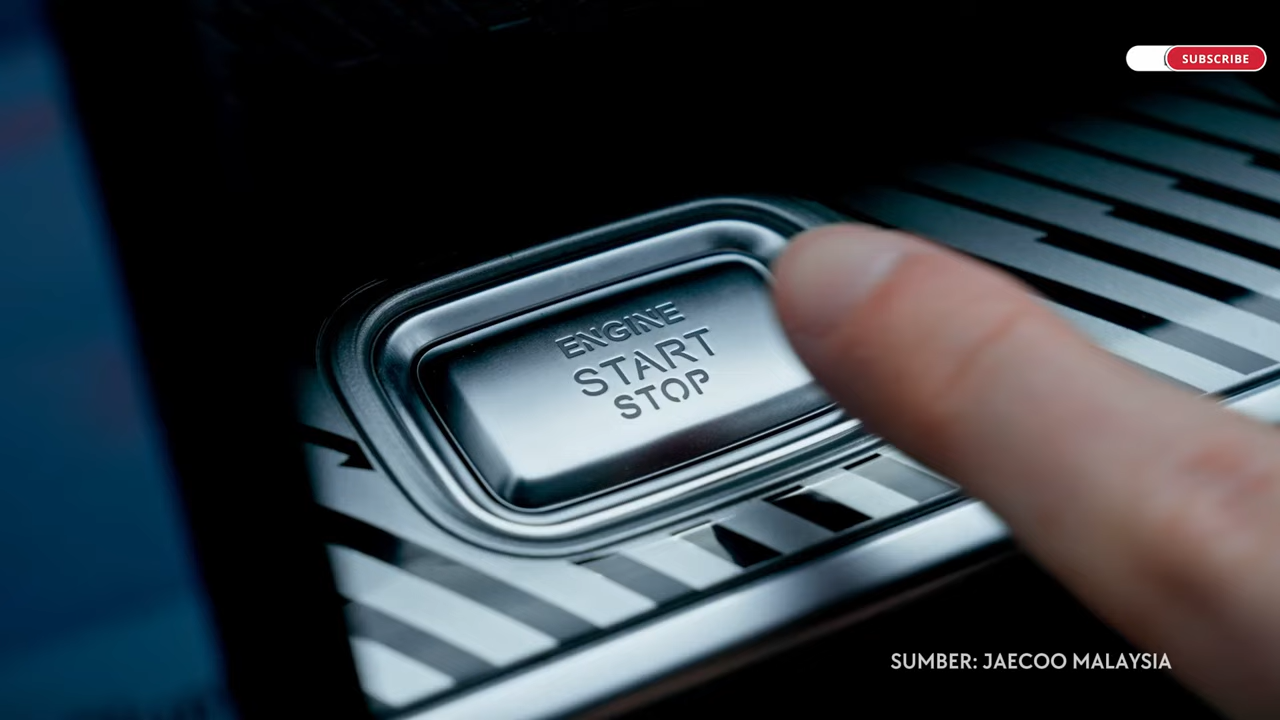 SUBSCRIBE
ENGINE
START
STOP
SUMBER: JAECOO MALAYSIA